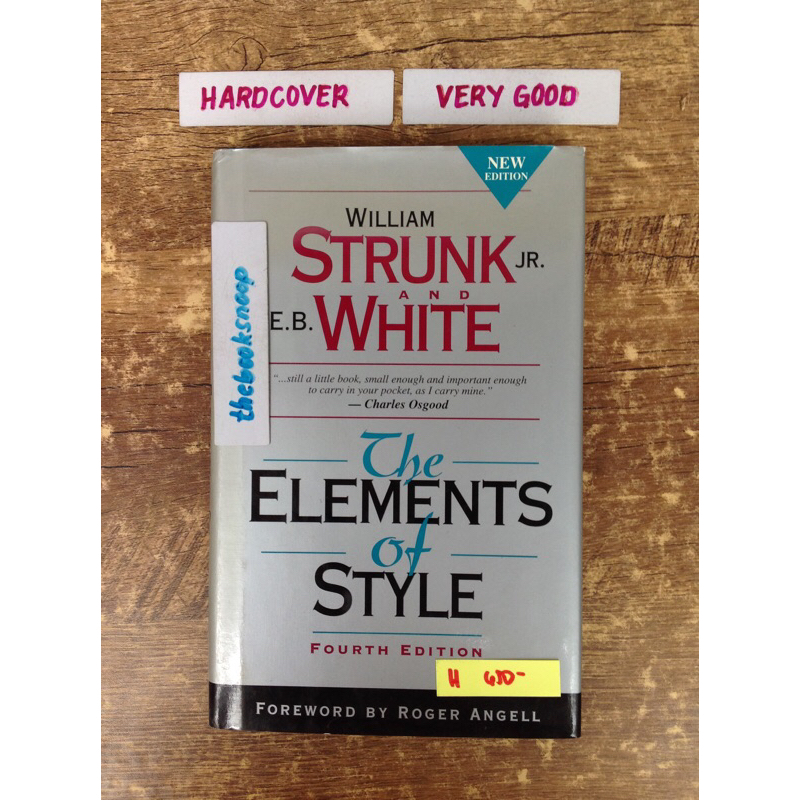 HARDCOVER
VERY GOOD
NEW
EDITION
WILLIAM
STRUNK JR.
AND
E.B. WHITE
thebooksnoop
"...still a little book, small enough and important enough
to carry in your pocket, as I carry mine."
— Charles Osgood
The
ELEMENTS
of
STYLE
FOURTH EDITION
H
FOREWORD BY ROGER ANGELL